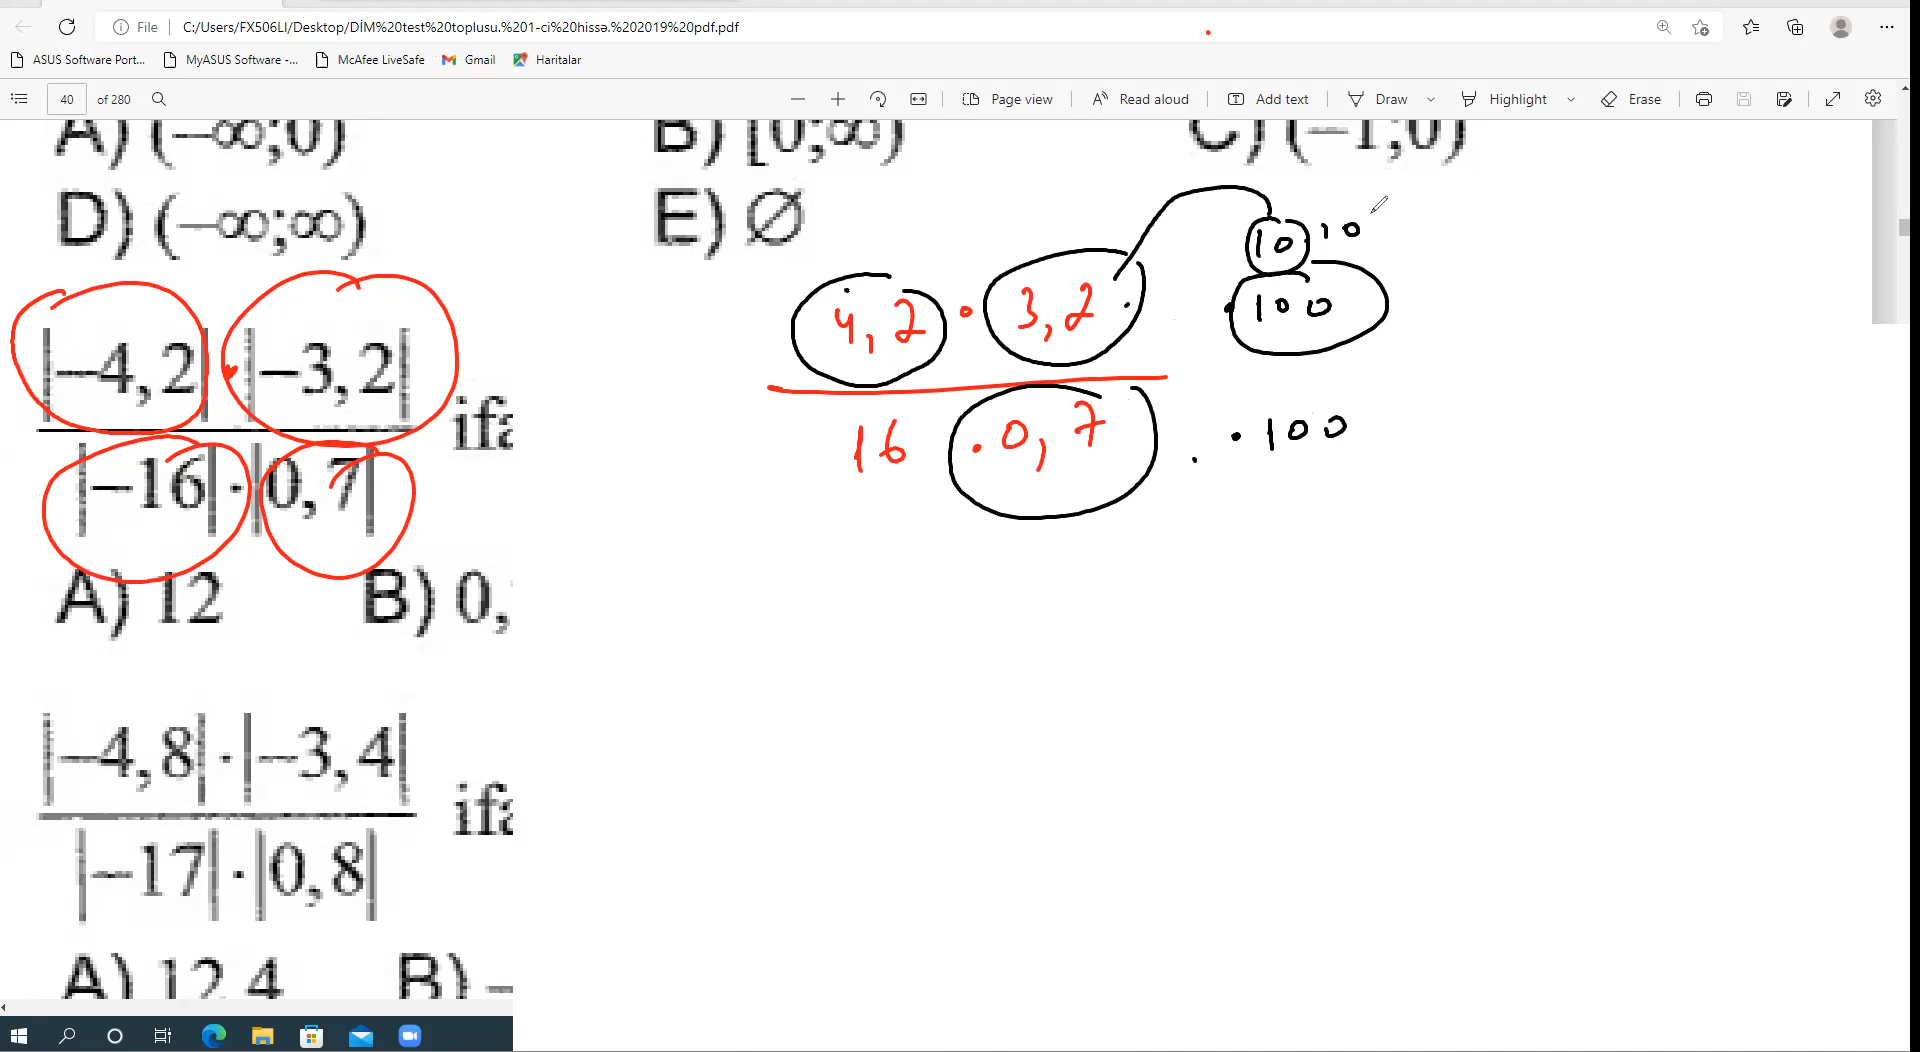 File C:/Users/FX506LI/Desktop/DİM%20test%20toplusu.%201-ci%20hissə.%202019%20pdf.pdf
ASUS Software Port... MyASUS Software -... McAfee LiveSafe Gmail Haritalar
40 of 280 Page view Read aloud Add text Draw Highlight Erase
A) (−∞;0) B) [0;∞) C) (−1;0)
D) (−∞;∞) E) ∅
10 · 10
4,2 · 3,2 · 100
16 · 0,7 · 100
|−4,2| · |−3,2|
|−16| · |0,7|
A) 12 B) 0,
|−4,8| · |−3,4|
|−17| · |0,8|
A) 12,4 B) −